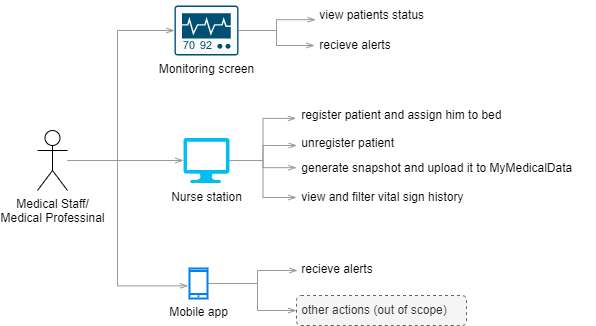 view patients status
70 92
recieve alerts
Monitoring screen
register patient and assign him to bed
unregister patient
generate snapshot and upload it to MyMedicalData
Nurse station
view and filter vital sign history
Medical Staff/
Medical Professinal
recieve alerts
Mobile app
other actions (out of scope)